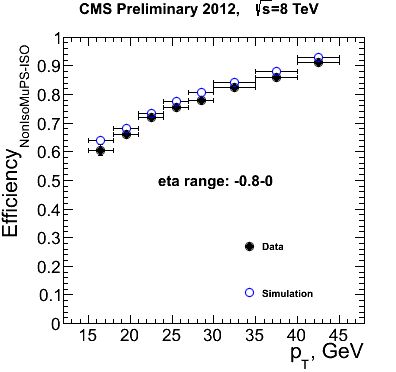 CMS Preliminary 2012, √s=8 TeV
Efficiency NonIsoMuPS-ISO
1
0.9
0.8
0.7
0.6
0.5
0.4
0.3
0.2
0.1
0
eta range: -0.8-0
Data
Simulation
15 20 25 30 35 40 45
p_T, GeV